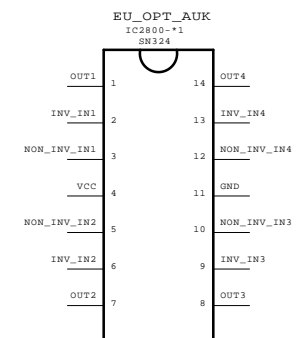 EU_OPT_AUK
IC2800-*1
SN324
OUT1 1 14 OUT4
INV_IN1 2 13 INV_IN4
NON_INV_IN1 3 12 NON_INV_IN4
VCC 4 11 GND
NON_INV_IN2 5 10 NON_INV_IN3
INV_IN2 6 9 INV_IN3
OUT2 7 8 OUT3